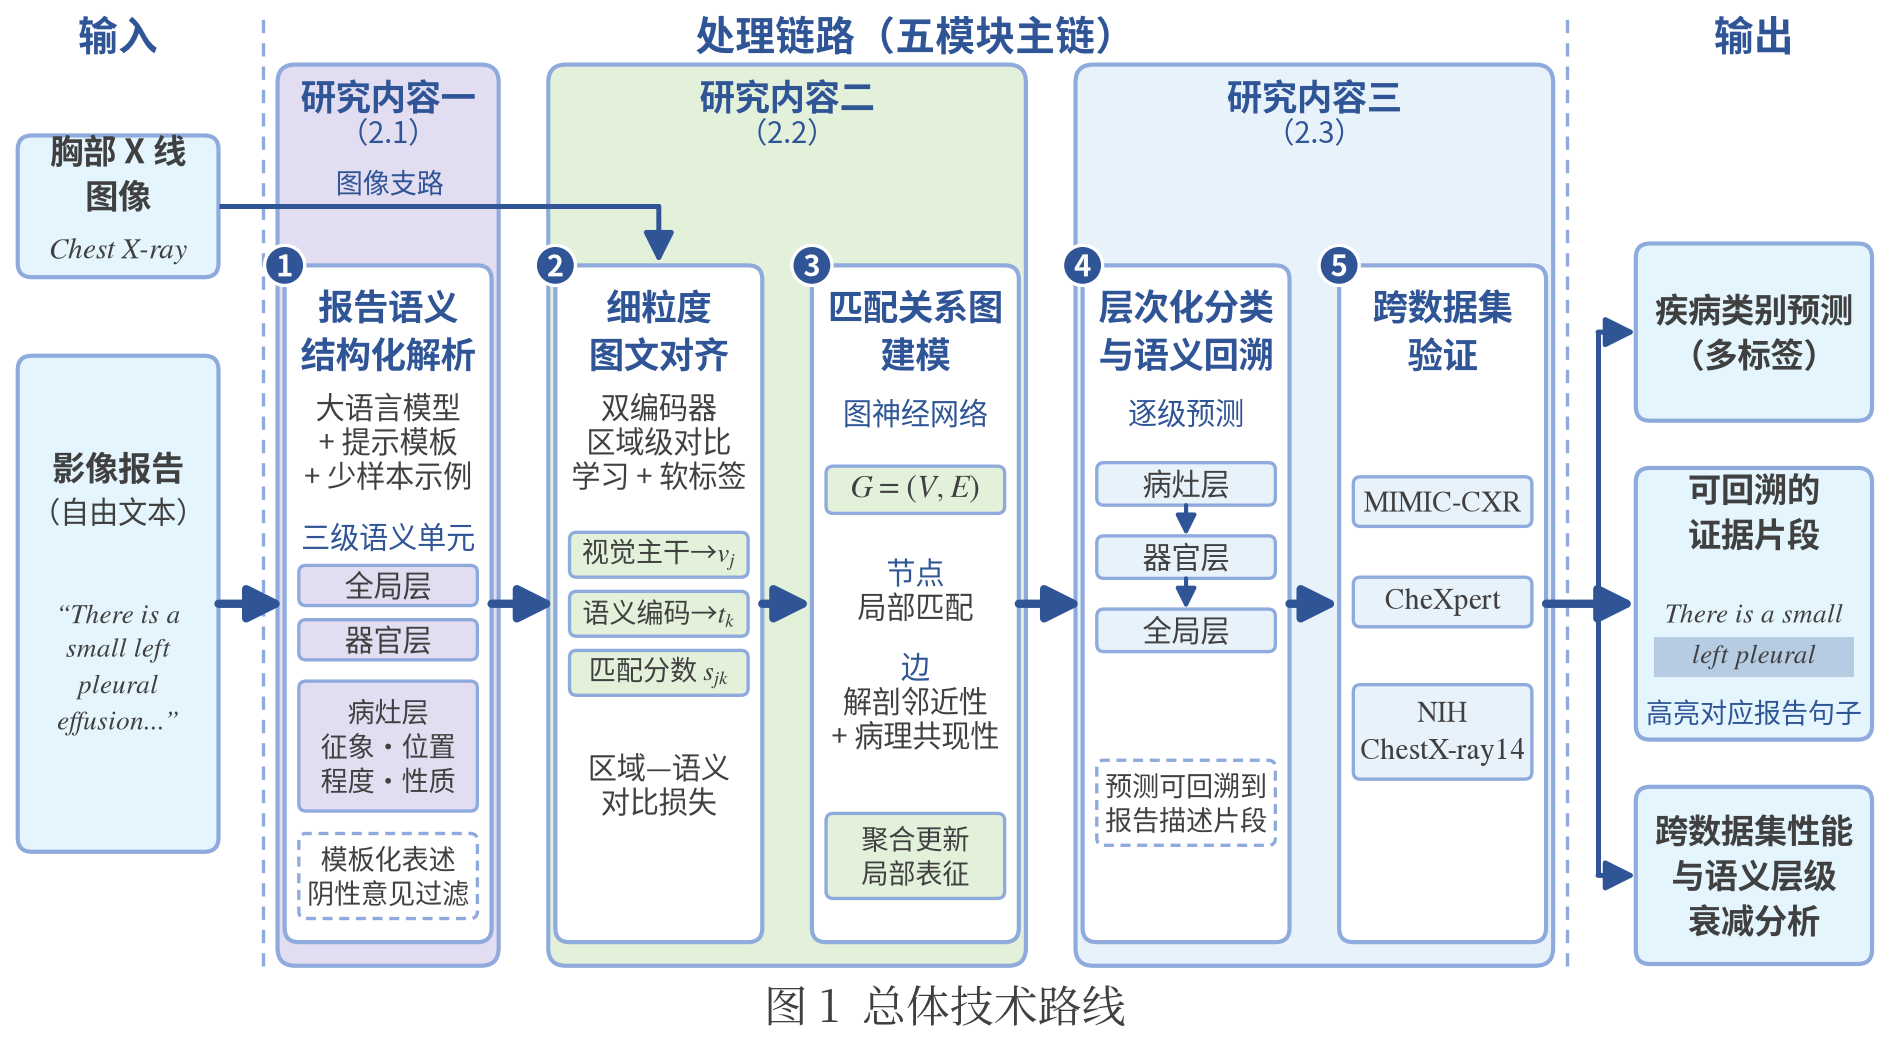 输入
处理链路（五模块主链）
输出
胸部 X 线
图像
Chest X-ray
影像报告
（自由文本）
“There is a
small left
pleural
effusion...”
研究内容一
（2.1）
图像支路
1
报告语义
结构化解析
大语言模型
+ 提示模板
+ 少样本示例
三级语义单元
全局层
器官层
病灶层
征象·位置
程度·性质
模板化表述
阴性意见过滤
研究内容二
（2.2）
2
细粒度
图文对齐
双编码器
区域级对比
学习 + 软标签
视觉主干→vj
语义编码→tk
匹配分数 sjk
区域—语义
对比损失
3
匹配关系图
建模
图神经网络
G = (V, E)
节点
局部匹配
边
解剖邻近性
+ 病理共现性
聚合更新
局部表征
研究内容三
（2.3）
4
层次化分类
与语义回溯
逐级预测
病灶层
器官层
全局层
预测可回溯到
报告描述片段
5
跨数据集
验证
MIMIC-CXR
CheXpert
NIH
ChestX-ray14
疾病类别预测
（多标签）
可回溯的
证据片段
There is a small
left pleural
高亮对应报告句子
跨数据集性能
与语义层级
衰减分析
图 1 总体技术路线